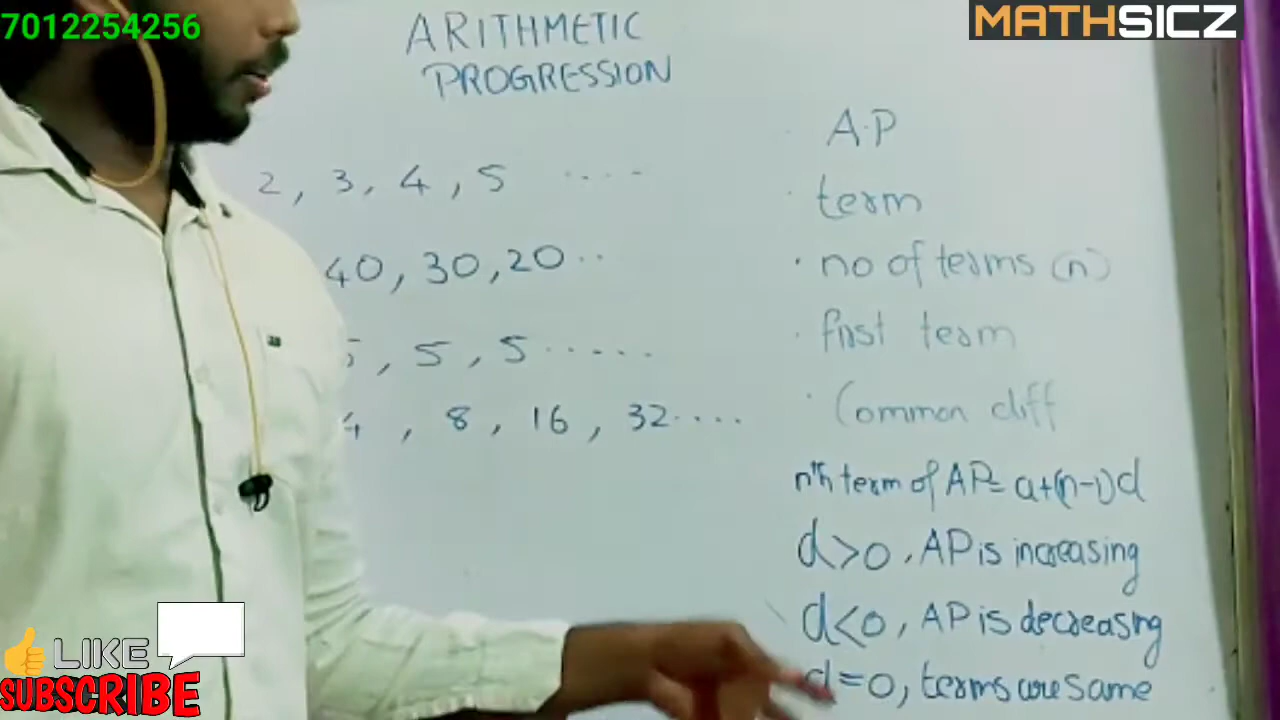 7012254256
MATHSICZ
ARITHMETIC
PROGRESSION
2, 3, 4, 5 .....
40, 30, 20..
5, 5, 5.....
4, 8, 16, 32....
A.P
term
no of terms (n)
first term
Common diff
nth term of AP= a+(n-1)d
d>0, AP is increasing
d<0, AP is decreasing
d=0, terms are same
LIKE
SUBSCRIBE